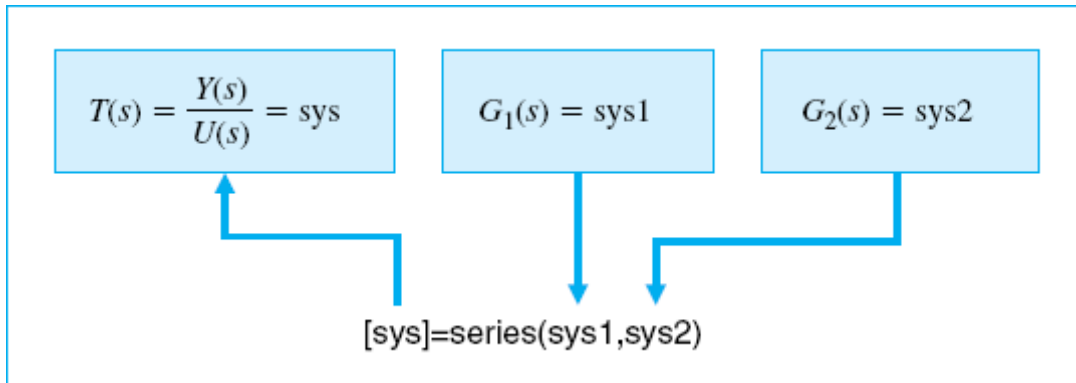 T(s) = Y(s)/U(s) = sys
G₁(s) = sys1
G₂(s) = sys2
[sys]=series(sys1,sys2)